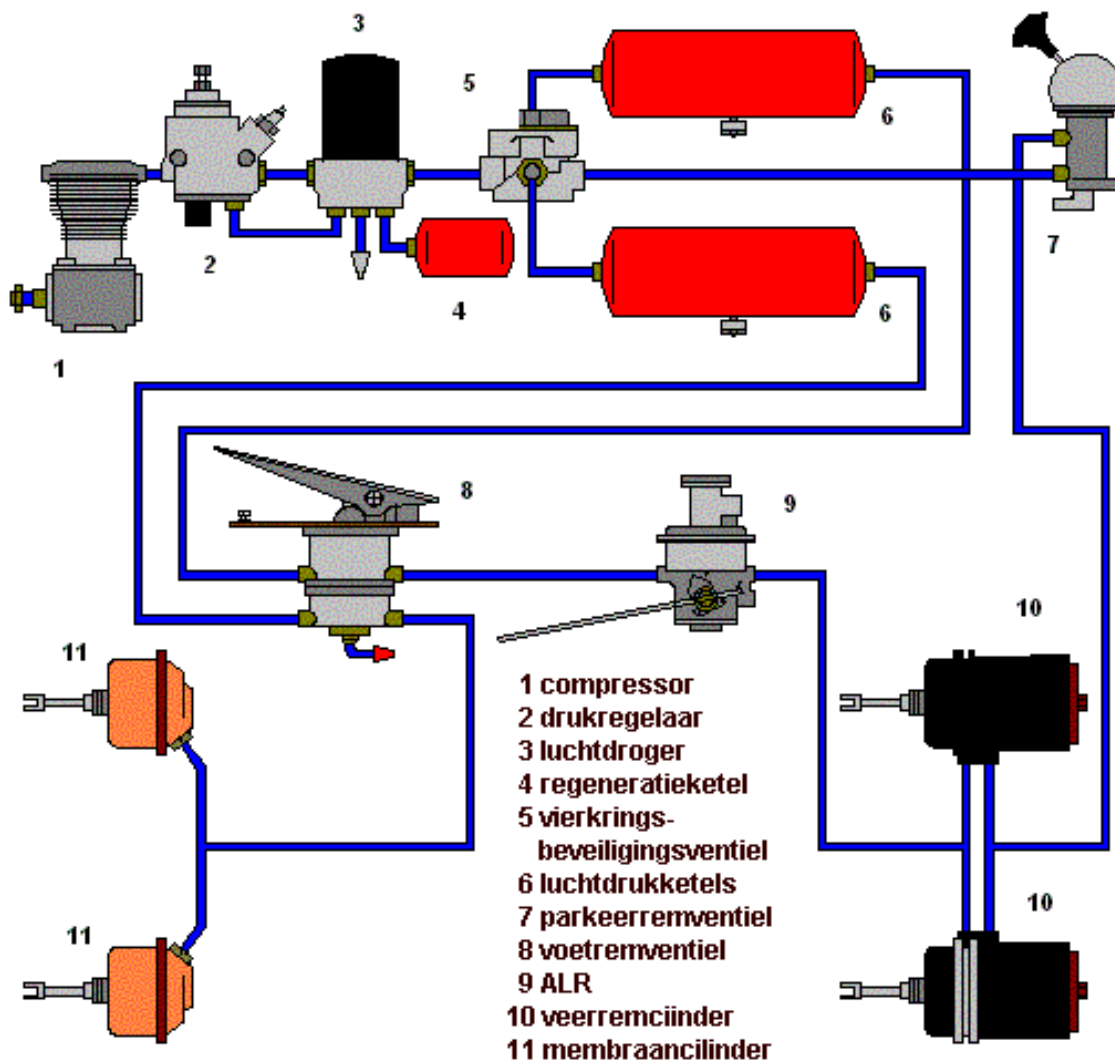 3
5
6
2
4
6
7
1
8
9
10
11
1 compressor
2 drukregelaar
3 luchtdroger
4 regeneratieketel
5 vierkrings-
beveiligingsventiel
6 luchtdrukketels
7 parkeerremventiel
8 voetremventiel
9 ALR
10 veerremciinder
11 membraancilinder
10
11